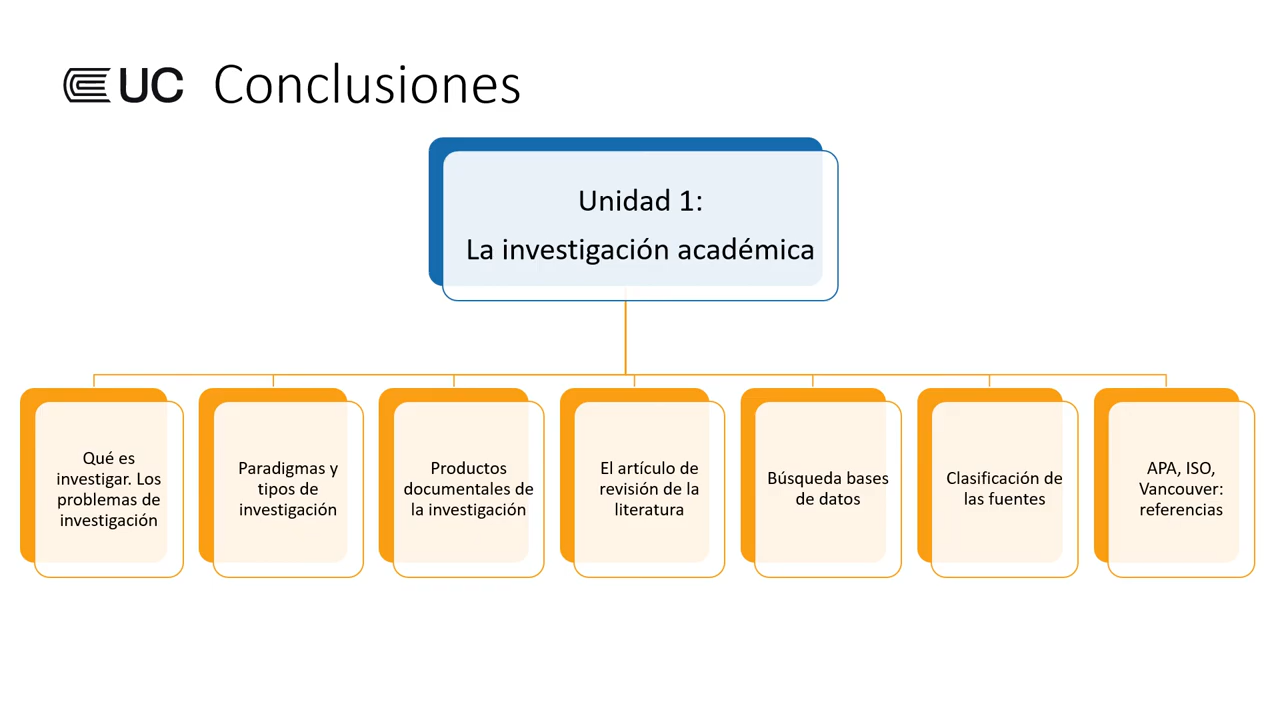 UC Conclusiones
Unidad 1:
La investigación académica
Qué es
investigar. Los
problemas de
investigación
Paradigmas y
tipos de
investigación
Productos
documentales de
la investigación
El artículo de
revisión de la
literatura
Búsqueda bases
de datos
Clasificación de
las fuentes
APA, ISO,
Vancouver:
referencias